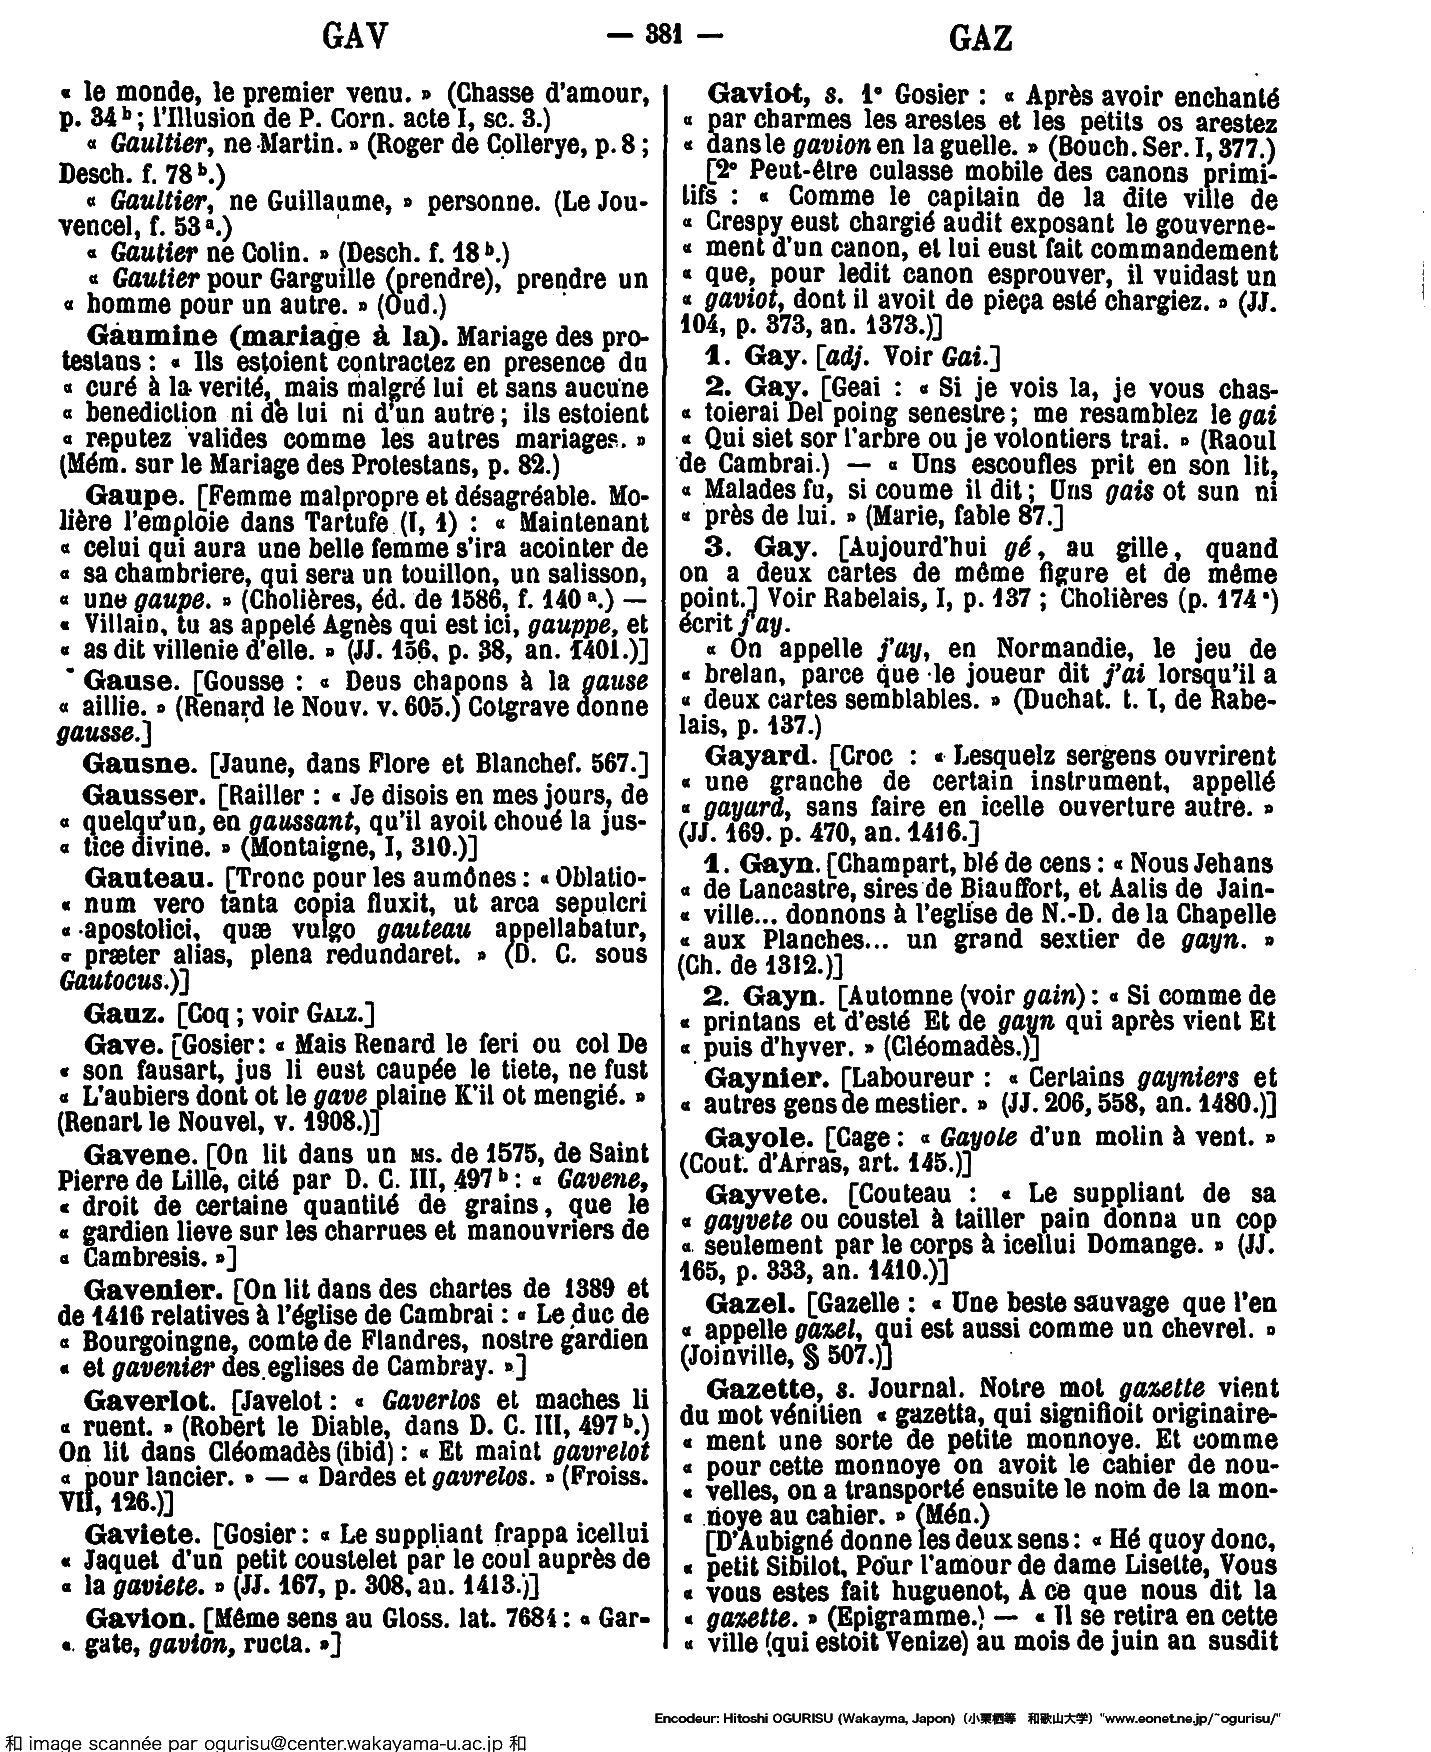 GAV
— 381 —
GAZ
« le monde, le premier venu. » (Chasse d'amour,
p. 34 b ; l'Illusion de P. Corn. acte I, sc. 3.)
« Gaultier, ne Martin. » (Roger de Collerye, p. 8 ;
Desch. f. 78 b.)
« Gaultier, ne Guillaume, » personne. (Le Jou-
vencel, f. 53 a.)
« Gautier ne Colin. » (Desch. f. 18 b.)
« Gautier pour Garguille (prendre), prendre un
« homme pour un autre. » (Oud.)
Gaumine (mariage à la). Mariage des pro-
testans : « Ils estoient contractez en presence du
« curé à la verité, mais malgré lui et sans aucune
« benediction ni de lui ni d'un autre ; ils estoient
« reputez valides comme les autres mariages. »
(Mém. sur le Mariage des Protestans, p. 82.)
Gaupe. [Femme malpropre et désagréable. Mo-
lière l'emploie dans Tartufe (I, 1) : « Maintenant
« celui qui aura une belle femme s'ira acointer de
« sa chambriere, qui sera un touillon, un salisson,
« une gaupe. » (Cholières, éd. de 1586, f. 140 a.) —
« Villain, tu as appelé Agnès qui est ici, gauppe, et
« as dit villenie d'elle. » (JJ. 156, p. 38, an. 1401.)]
Gause. [Gousse : « Deus chapons à la gause
« aillie. » (Renard le Nouv. v. 605.) Cotgrave donne
gausse.]
Gausne. [Jaune, dans Flore et Blanchef. 567.]
Gausser. [Railler : « Je disois en mes jours, de
« quelqu'un, en gaussant, qu'il avoit choué la jus-
« tice divine. » (Montaigne, I, 310.)]
Gauteau. [Tronc pour les aumônes : « Oblatio-
« num vero tanta copia fluxit, ut arca sepulcri
« apostolici, quæ vulgo gauteau appellabatur,
« præter alias, plena redundaret. » (D. C. sous
Gautocus.)]
Gauz. [Coq ; voir GALZ.]
Gave. [Gosier : « Mais Renard le feri ou col De
« son fausart, jus li eust caupée le tiete, ne fust
« L'aubiers dont ot le gave plaine K'il ot mengié. »
(Renart le Nouvel, v. 1908.)]
Gavene. [On lit dans un MS. de 1575, de Saint
Pierre de Lille, cité par D. C. III, 497 b : « Gavene,
« droit de certaine quantité de grains, que le
« gardien lieve sur les charrues et manouvriers de
« Cambresis. »]
Gavenier. [On lit dans des chartes de 1389 et
de 1416 relatives à l'église de Cambrai : « Le duc de
« Bourgoingne, comte de Flandres, nostre gardien
« et gavenier des eglises de Cambray. »]
Gaverlot. [Javelot : « Gaverlos et maches li
« ruent. » (Robert le Diable, dans D. C. III, 497 b.)
On lit dans Cléomadès (ibid) : « Et maint gavrelot
« pour lancier. » — « Dardes et gavrelos. » (Froiss.
VII, 126.)]
Gaviete. [Gosier : « Le suppliant frappa icellui
« Jaquet d'un petit coustelet par le coul auprès de
« la gaviete. » (JJ. 167, p. 308, an. 1413.)]
Gavion. [Même sens au Gloss. lat. 7684 : « Gar-
« gate, gavion, ructa. »]
Gaviot, s. 1° Gosier : « Après avoir enchanté
« par charmes les arestes et les petits os arestez
« dans le gavion en la guelle. » (Bouch. Ser. I, 377.)
[2° Peut-être culasse mobile des canons primi-
tifs : « Comme le capitain de la dite ville de
« Crespy eust chargié audit exposant le gouverne-
« ment d'un canon, et lui eust fait commandement
« que, pour ledit canon esprouver, il vuidast un
« gaviot, dont il avoit de pieça esté chargiez. » (JJ.
104, p. 373, an. 1373.)]
1. Gay. [adj. Voir Gai.]
2. Gay. [Geai : « Si je vois la, je vous chas-
« toierai Del poing senestre ; me resamblez le gai
« Qui siet sor l'arbre ou je volontiers trai. » (Raoul
de Cambrai.) — « Uns escoufles prit en son lit,
« Malades fu, si coume il dit ; Uns gais ot sun ni
« près de lui. » (Marie, fable 87.]
3. Gay. [Aujourd'hui gé, au gille, quand
on a deux cartes de même figure et de même
point.] Voir Rabelais, I, p. 137 ; Cholières (p. 174 a)
écrit j'ay.
« On appelle j'ay, en Normandie, le jeu de
« brelan, parce que le joueur dit j'ai lorsqu'il a
« deux cartes semblables. » (Duchat. t. I, de Rabe-
lais, p. 137.)
Gayard. [Croc : « Lesquelz sergens ouvrirent
« une granche de certain instrument, appellé
« gayard, sans faire en icelle ouverture autre. »
(JJ. 169. p. 470, an. 1416.]
1. Gayn. [Champart, blé de cens : « Nous Jehans
« de Lancastre, sires de Biauffort, et Aalis de Jain-
« ville... donnons à l'eglise de N.-D. de la Chapelle
« aux Planches... un grand sextier de gayn. »
(Ch. de 1312.)]
2. Gayn. [Automne (voir gain) : « Si comme de
« printans et d'esté Et de gayn qui après vient Et
« puis d'hyver. » (Cléomadès.)]
Gaynier. [Laboureur : « Certains gayniers et
« autres gens de mestier. » (JJ. 206, 558, an. 1480.)]
Gayole. [Cage : « Gayole d'un molin à vent. »
(Cout. d'Arras, art. 145.)]
Gayvete. [Couteau : « Le suppliant de sa
« gayvete ou coustel à tailler pain donna un cop
« seulement par le corps à icellui Domange. » (JJ.
165, p. 333, an. 1410.)]
Gazel. [Gazelle : « Une beste sauvage que l'en
« appelle gazel, qui est aussi comme un chevrel. »
(Joinville, § 507.)]
Gazette, s. Journal. Notre mot gazette vient
du mot vénitien « gazetta, qui signifioit originaire-
« ment une sorte de petite monnoye. Et comme
« pour cette monnoye on avoit le cahier de nou-
« velles, on a transporté ensuite le nom de la mon-
« noye au cahier. » (Mén.)
[D'Aubigné donne les deux sens : « Hé quoy donc,
« petit Sibilot, Pour l'amour de dame Lisette, Vous
« vous estes fait huguenot, A ce que nous dit la
« gazette. » (Epigramme.) — « Il se retira en cette
« ville (qui estoit Venize) au mois de juin an susdit
Encodeur: Hitoshi OGURISU (Wakayma, Japon) (小栗栖等 和歌山大学) "www.eonet.ne.jp/~ogurisu/"
和 image scannée par ogurisu@center.wakayama-u.ac.jp 和